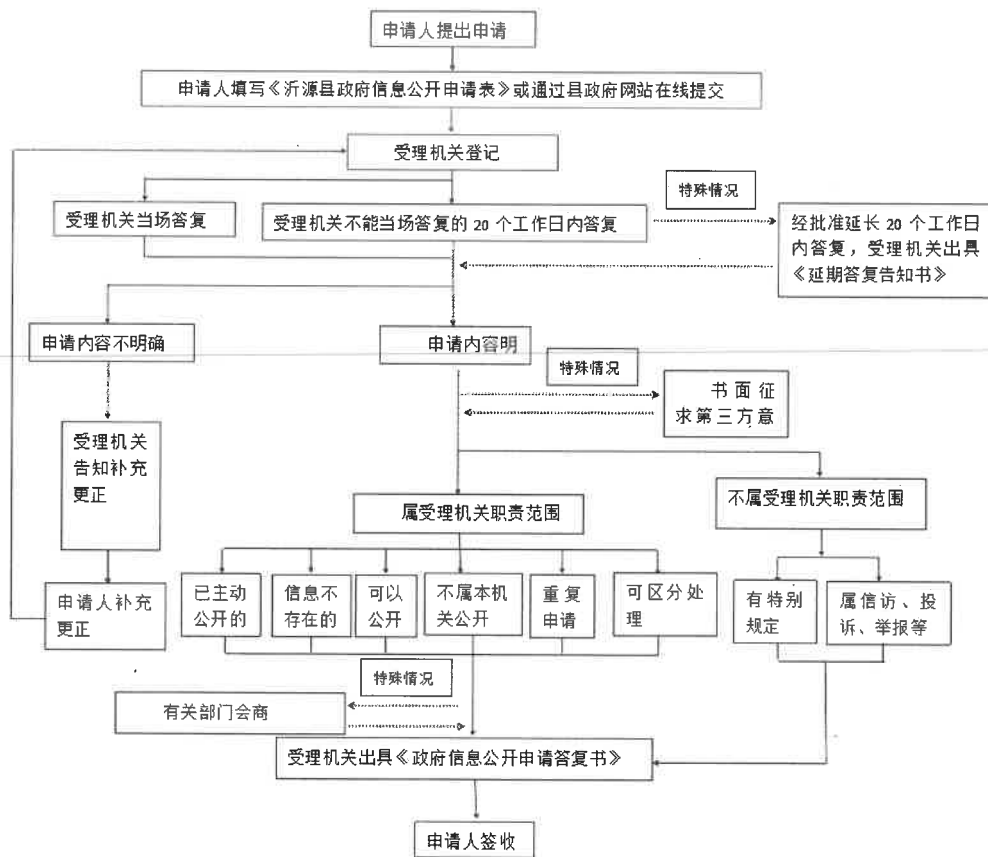 申请人提出申请
申请人填写《沂源县政府信息公开申请表》或通过县政府网站在线提交
受理机关登记
特殊情况
受理机关当场答复
受理机关不能当场答复的 20 个工作日内答复
经批准延长 20 个工作日
内答复，受理机关出具
《延期答复告知书》
申请内容不明确
申请内容明
特殊情况
书面征
求第三方意
受理机关
告知补充
更正
属受理机关职责范围
不属受理机关职责范围
已主动
公开的
信息不
存在的
可以
公开
不属本机
关公开
重复
申请
可区分处
理
有特别
规定
属信访、投
诉、举报等
申请人补充
更正
特殊情况
有关部门会商
受理机关出具《政府信息公开申请答复书》
申请人签收